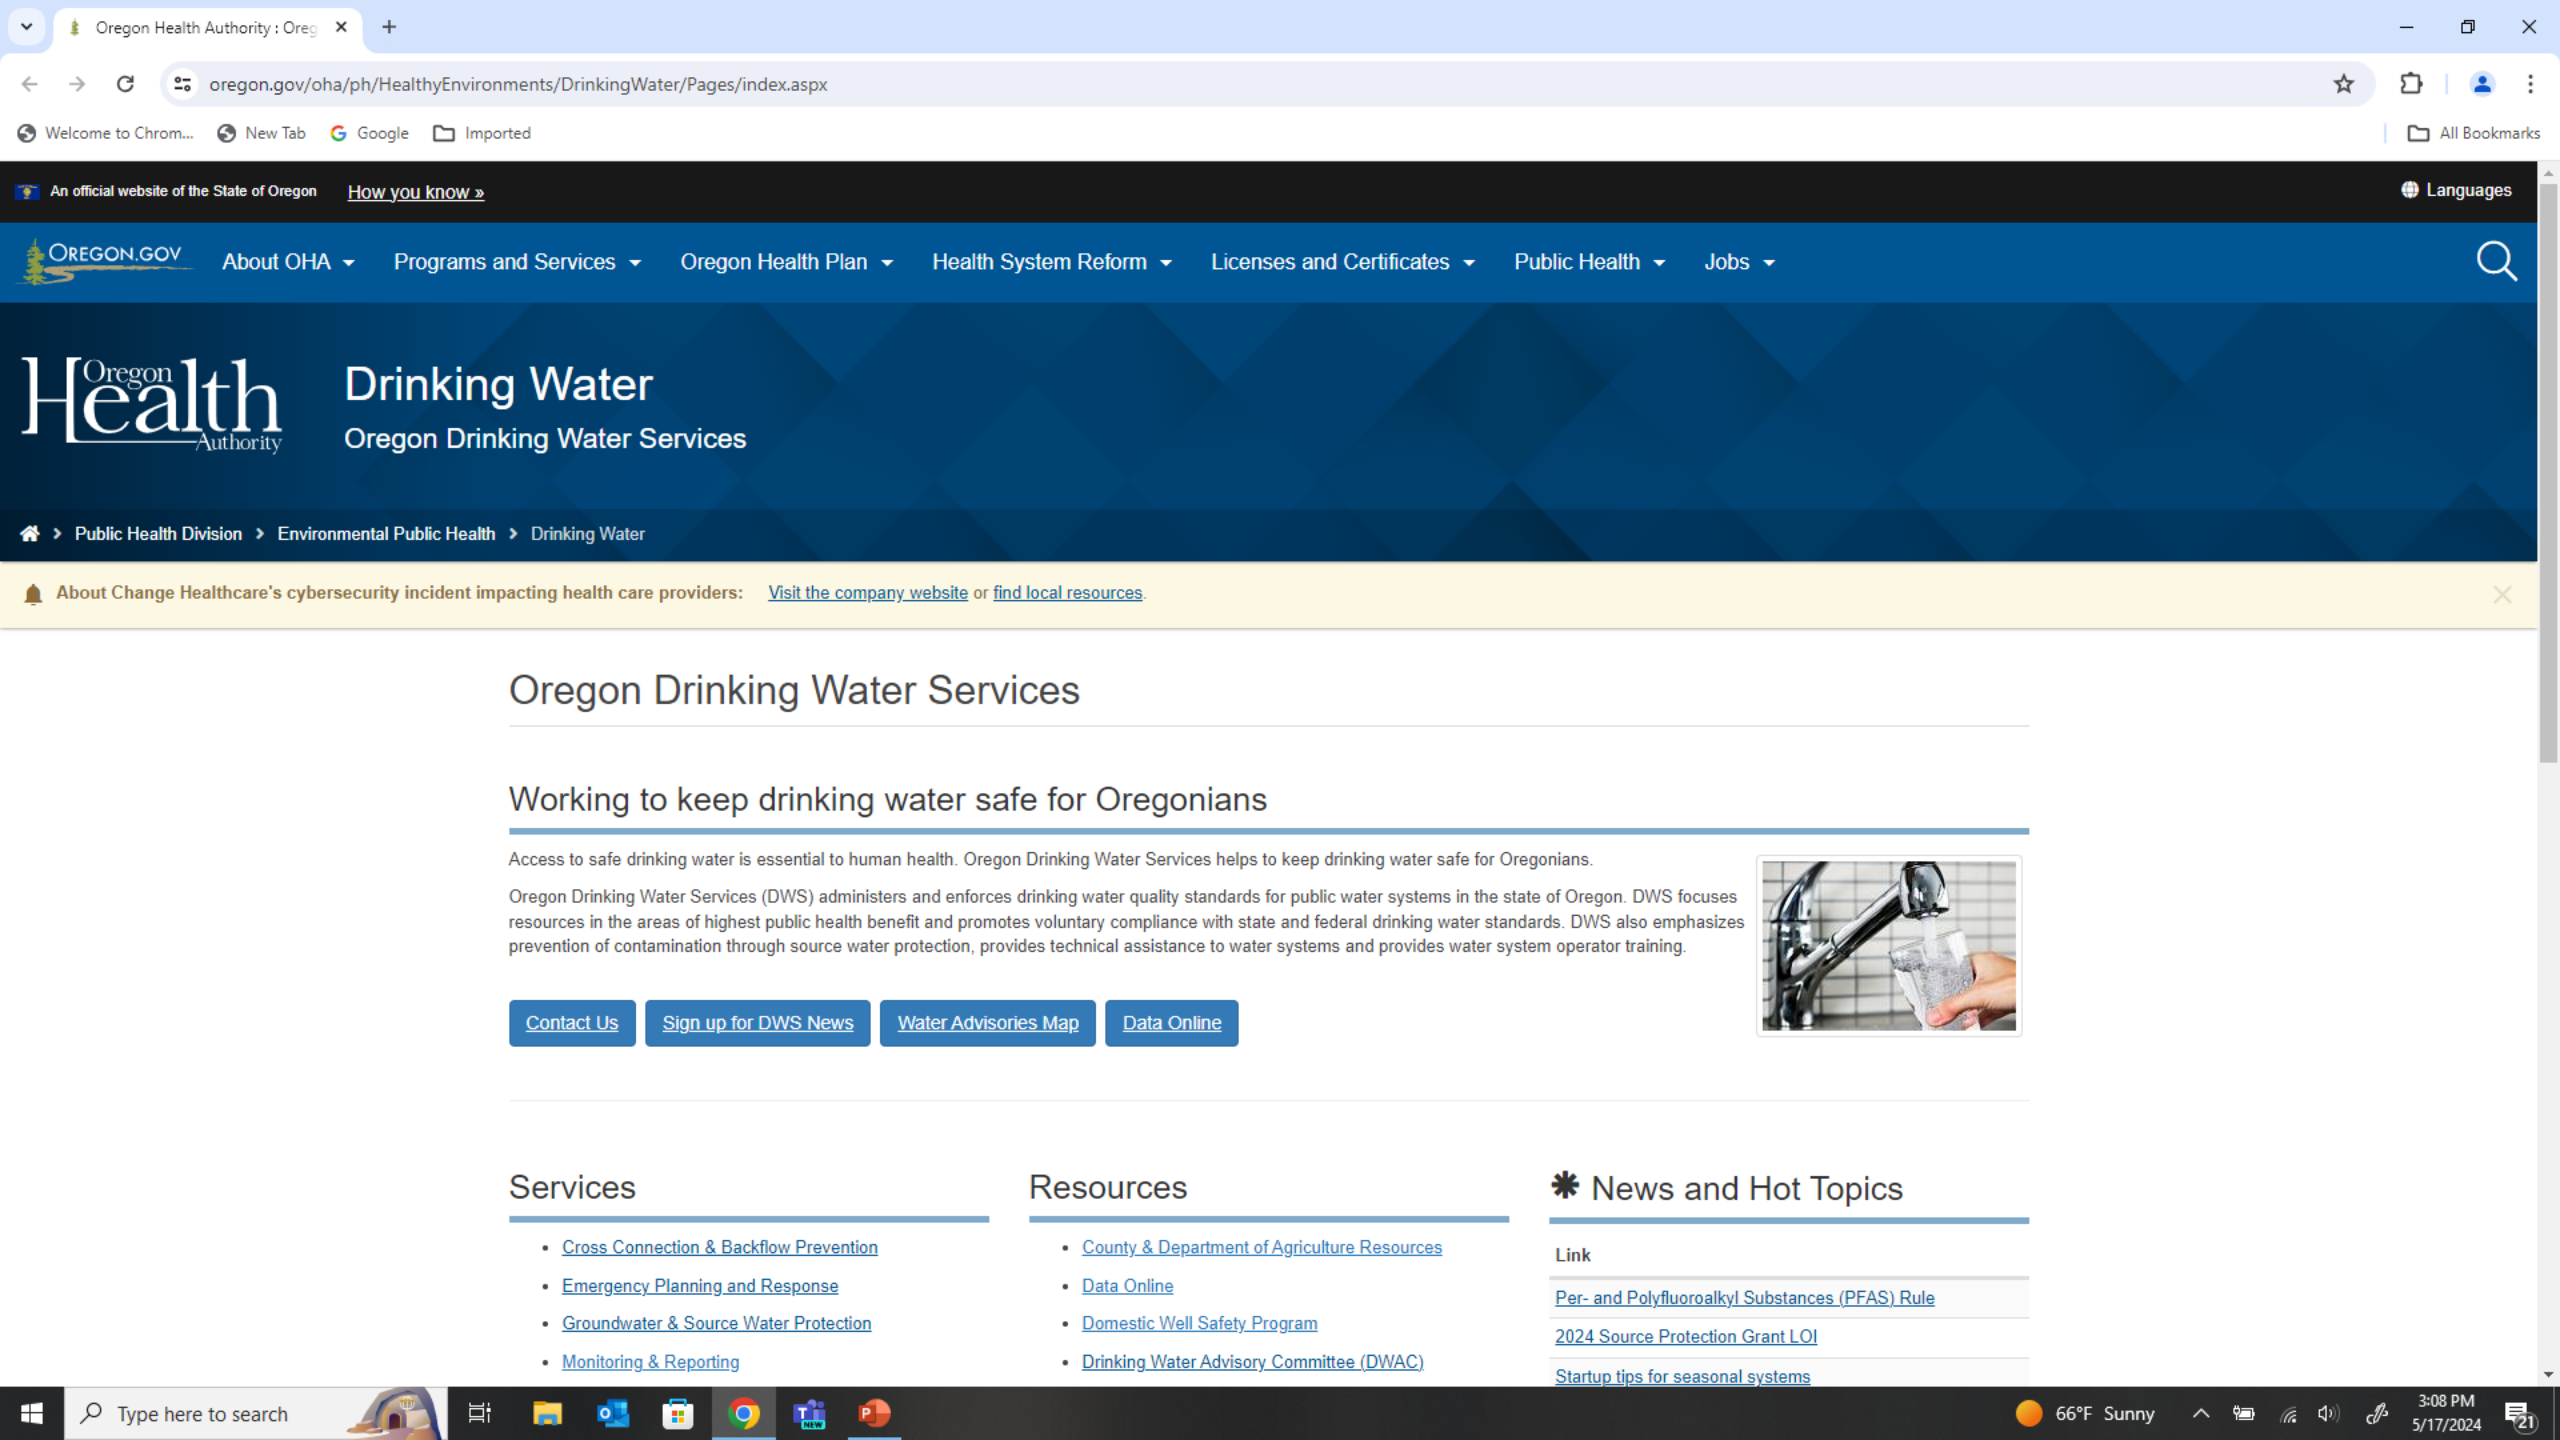 Oregon Health Authority : Oreg
oregon.gov/oha/ph/HealthyEnvironments/DrinkingWater/Pages/index.aspx
Welcome to Chrom...
New Tab
Google
Imported
All Bookmarks
An official website of the State of Oregon
How you know »
Languages
OREGON.GOV
About OHA
Programs and Services
Oregon Health Plan
Health System Reform
Licenses and Certificates
Public Health
Jobs
Oregon
Health
Authority
Drinking Water
Oregon Drinking Water Services
Public Health Division > Environmental Public Health > Drinking Water
About Change Healthcare's cybersecurity incident impacting health care providers: Visit the company website or find local resources.
Oregon Drinking Water Services
Working to keep drinking water safe for Oregonians
Access to safe drinking water is essential to human health. Oregon Drinking Water Services helps to keep drinking water safe for Oregonians.
Oregon Drinking Water Services (DWS) administers and enforces drinking water quality standards for public water systems in the state of Oregon. DWS focuses
resources in the areas of highest public health benefit and promotes voluntary compliance with state and federal drinking water standards. DWS also emphasizes
prevention of contamination through source water protection, provides technical assistance to water systems and provides water system operator training.
Contact Us
Sign up for DWS News
Water Advisories Map
Data Online
Services
Cross Connection & Backflow Prevention
Emergency Planning and Response
Groundwater & Source Water Protection
Monitoring & Reporting
Resources
County & Department of Agriculture Resources
Data Online
Domestic Well Safety Program
Drinking Water Advisory Committee (DWAC)
News and Hot Topics
Link
Per- and Polyfluoroalkyl Substances (PFAS) Rule
2024 Source Protection Grant LOI
Startup tips for seasonal systems
Type here to search
NEW
66°F Sunny
3:08 PM
5/17/2024
21